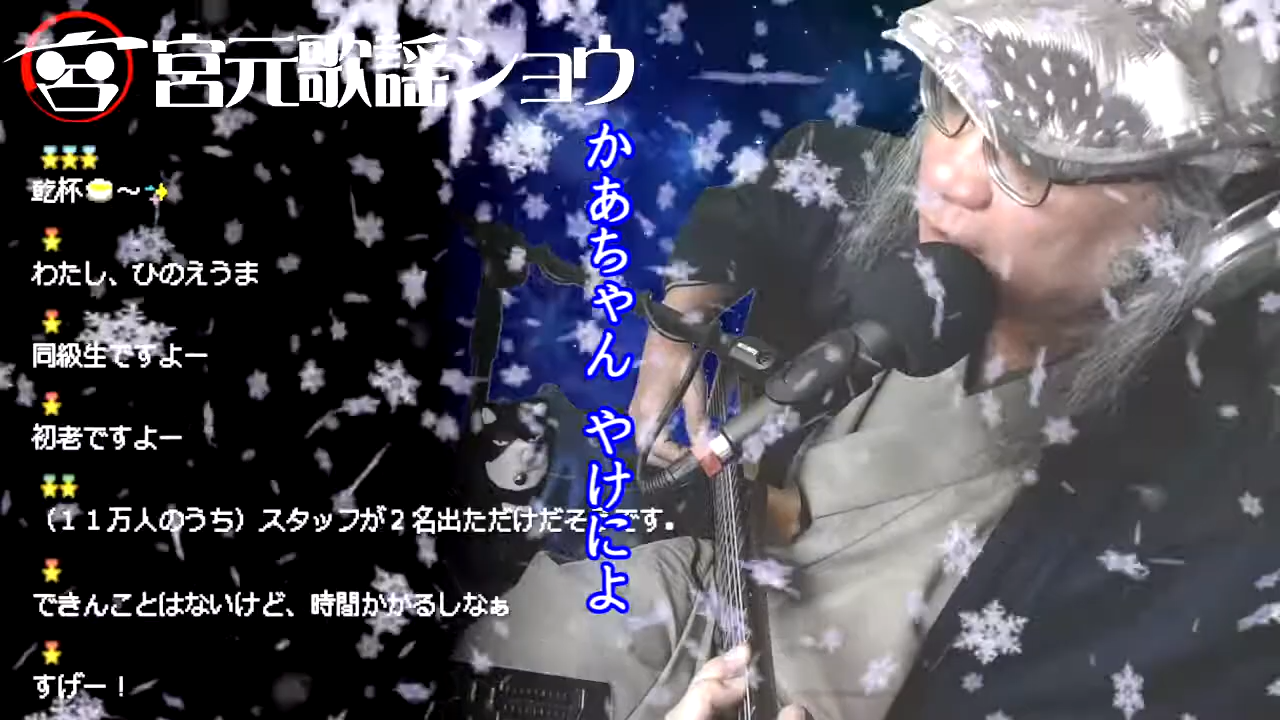 宮元歌謡ショウ
かあちゃん やけによ
乾杯🍵～✨
わたし、ひのえうま
同級生ですよー
初老ですよー
（１１万人のうち）スタッフが２名出ただけだそうです．
できんことはないけど、時間かかるしなぁ
すげー！